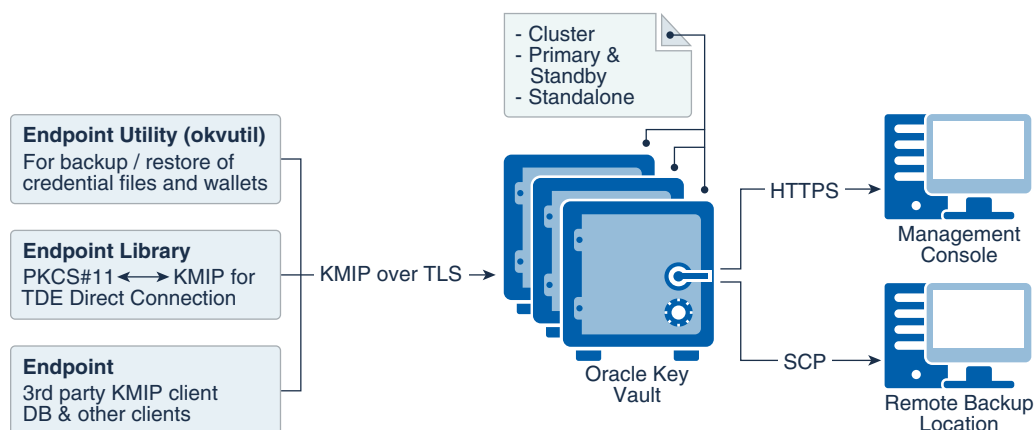 - Cluster
- Primary &
Standby
- Standalone
Endpoint Utility (okvutil)
For backup / restore of
credential files and wallets
Endpoint Library
PKCS#11 ⟷ KMIP for
TDE Direct Connection
Endpoint
3rd party KMIP client
DB & other clients
KMIP over TLS
Oracle Key
Vault
HTTPS
Management
Console
SCP
Remote Backup
Location